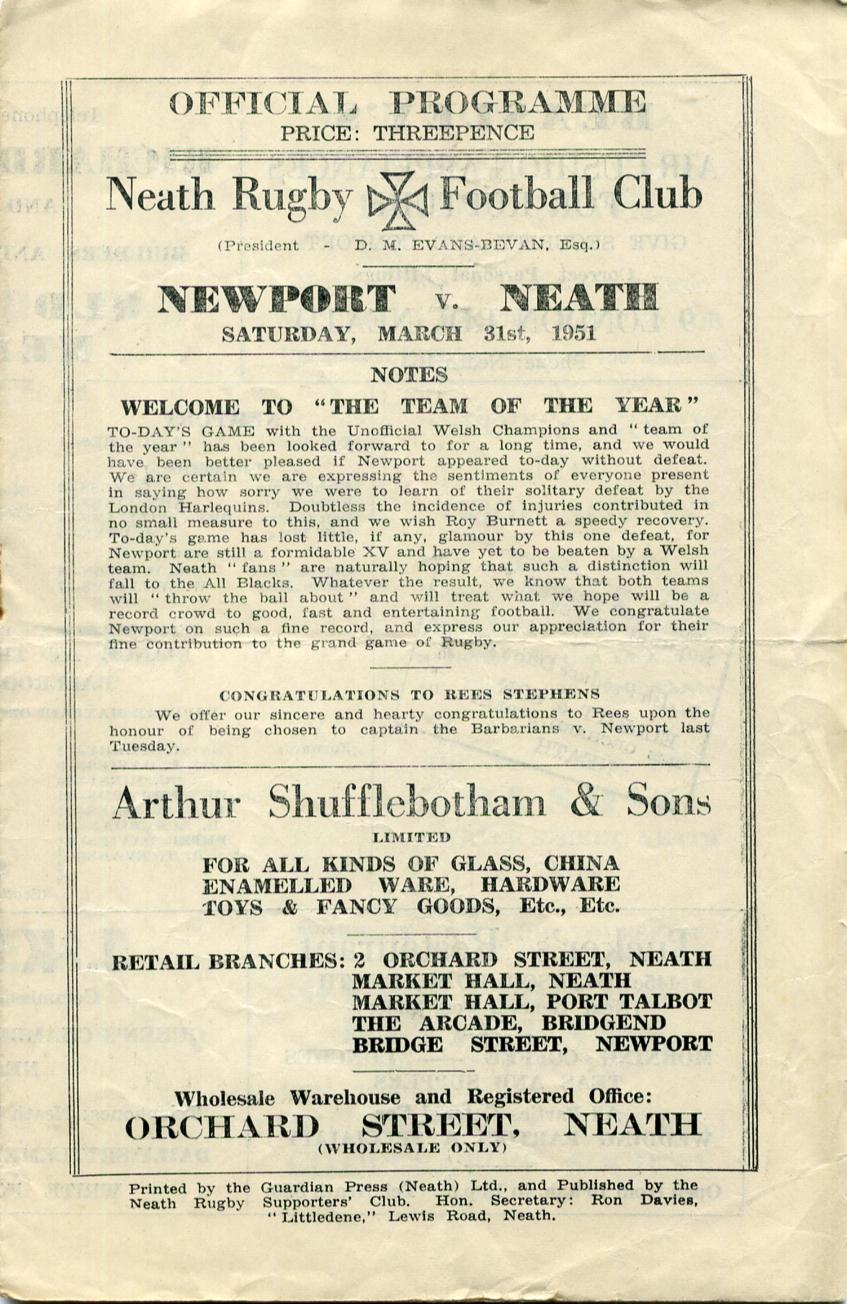 OFFICIAL PROGRAMME
PRICE: THREEPENCE
Neath Rugby Football Club
(President - D. M. EVANS-BEVAN, Esq.)
NEWPORT v. NEATH
SATURDAY, MARCH 31st, 1951
NOTES
WELCOME TO "THE TEAM OF THE YEAR"
TO-DAY'S GAME with the Unofficial Welsh Champions and "team of
the year" has been looked forward to for a long time, and we would
have been better pleased if Newport appeared to-day without defeat.
We are certain we are expressing the sentiments of everyone present
in saying how sorry we were to learn of their solitary defeat by the
London Harlequins. Doubtless the incidence of injuries contributed in
no small measure to this, and we wish Roy Burnett a speedy recovery.
To-day's game has lost little, if any, glamour by this one defeat, for
Newport are still a formidable XV and have yet to be beaten by a Welsh
team. Neath "fans" are naturally hoping that such a distinction will
fall to the All Blacks. Whatever the result, we know that both teams
will "throw the ball about" and will treat what we hope will be a
record crowd to good, fast and entertaining football. We congratulate
Newport on such a fine record, and express our appreciation for their
fine contribution to the grand game of Rugby.
CONGRATULATIONS TO REES STEPHENS
We offer our sincere and hearty congratulations to Rees upon the
honour of being chosen to captain the Barbarians v. Newport last
Tuesday.
Arthur Shufflebotham & Sons
LIMITED
FOR ALL KINDS OF GLASS, CHINA
ENAMELLED WARE, HARDWARE
TOYS & FANCY GOODS, Etc., Etc.
RETAIL BRANCHES: 2 ORCHARD STREET, NEATH
MARKET HALL, NEATH
MARKET HALL, PORT TALBOT
THE ARCADE, BRIDGEND
BRIDGE STREET, NEWPORT
Wholesale Warehouse and Registered Office:
ORCHARD STREET, NEATH
(WHOLESALE ONLY)
Printed by the Guardian Press (Neath) Ltd., and Published by the
Neath Rugby Supporters' Club. Hon. Secretary: Ron Davies,
"Littledene," Lewis Road, Neath.